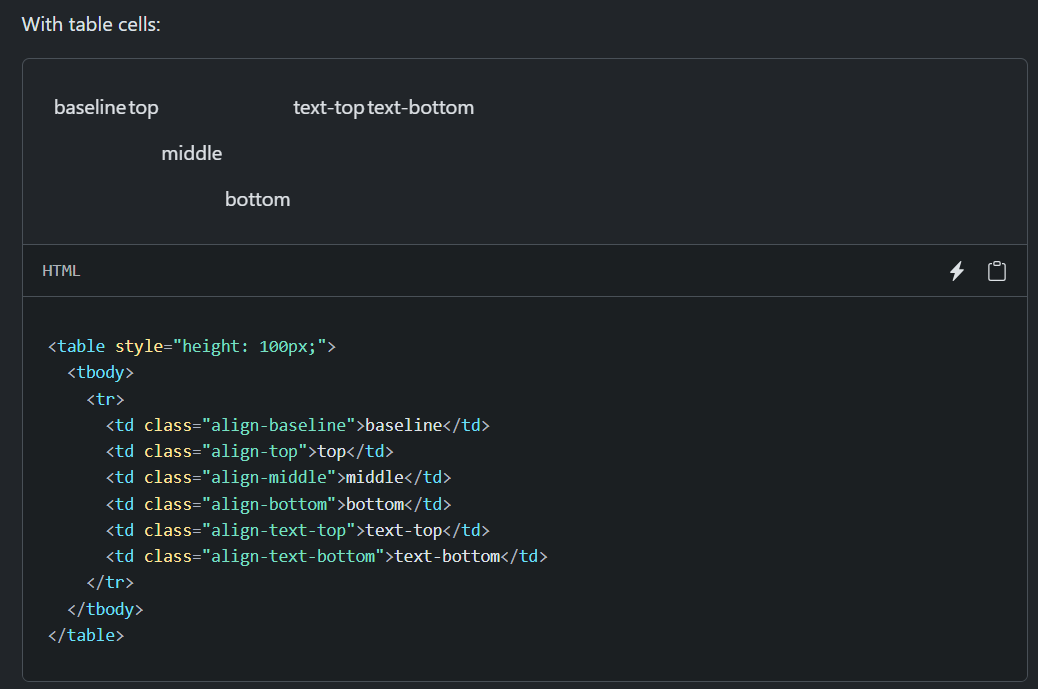 With table cells:
baseline top text-top text-bottom
middle
bottom
HTML
<table style="height: 100px;">
  <tbody>
    <tr>
      <td class="align-baseline">baseline</td>
      <td class="align-top">top</td>
      <td class="align-middle">middle</td>
      <td class="align-bottom">bottom</td>
      <td class="align-text-top">text-top</td>
      <td class="align-text-bottom">text-bottom</td>
    </tr>
  </tbody>
</table>